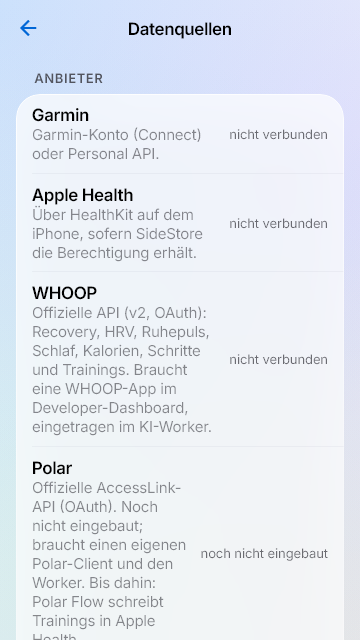 Datenquellen
ANBIETER
Garmin
Garmin-Konto (Connect)
oder Personal API.
nicht verbunden
Apple Health
Über HealthKit auf dem
iPhone, sofern SideStore
die Berechtigung erhält.
nicht verbunden
WHOOP
Offizielle API (v2, OAuth):
Recovery, HRV, Ruhepuls,
Schlaf, Kalorien, Schritte
und Trainings. Braucht
eine WHOOP-App im
Developer-Dashboard,
eingetragen im KI-Worker.
nicht verbunden
Polar
Offizielle AccessLink-
API (OAuth). Noch
nicht eingebaut;
braucht einen eigenen
Polar-Client und den
Worker. Bis dahin:
Polar Flow schreibt
Trainings in Apple
Health
noch nicht eingebaut